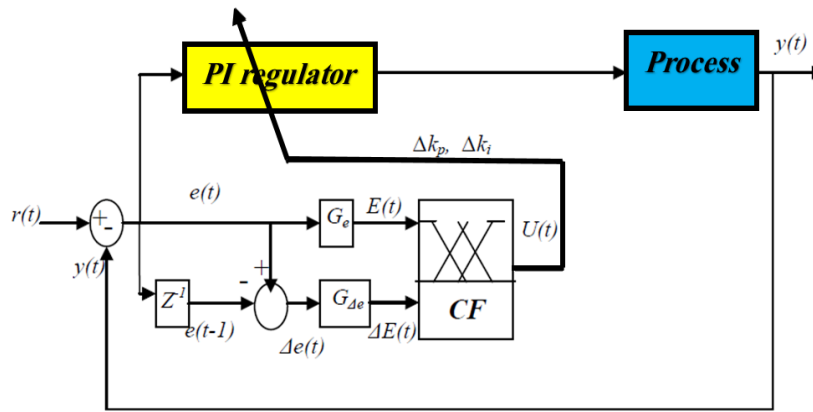 PI regulator
Process
y(t)
Δkp, Δki
e(t)
r(t)
+
-
y(t)
Ge
E(t)
U(t)
+
-
Z-1
e(t-1)
Δe(t)
GΔe
ΔE(t)
CF